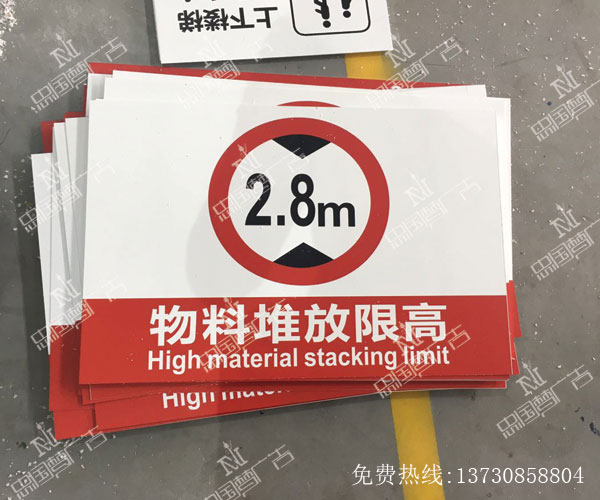 上下楼梯
2.8m
物料堆放限高
High material stacking limit
High mate
免费热线:13730858804